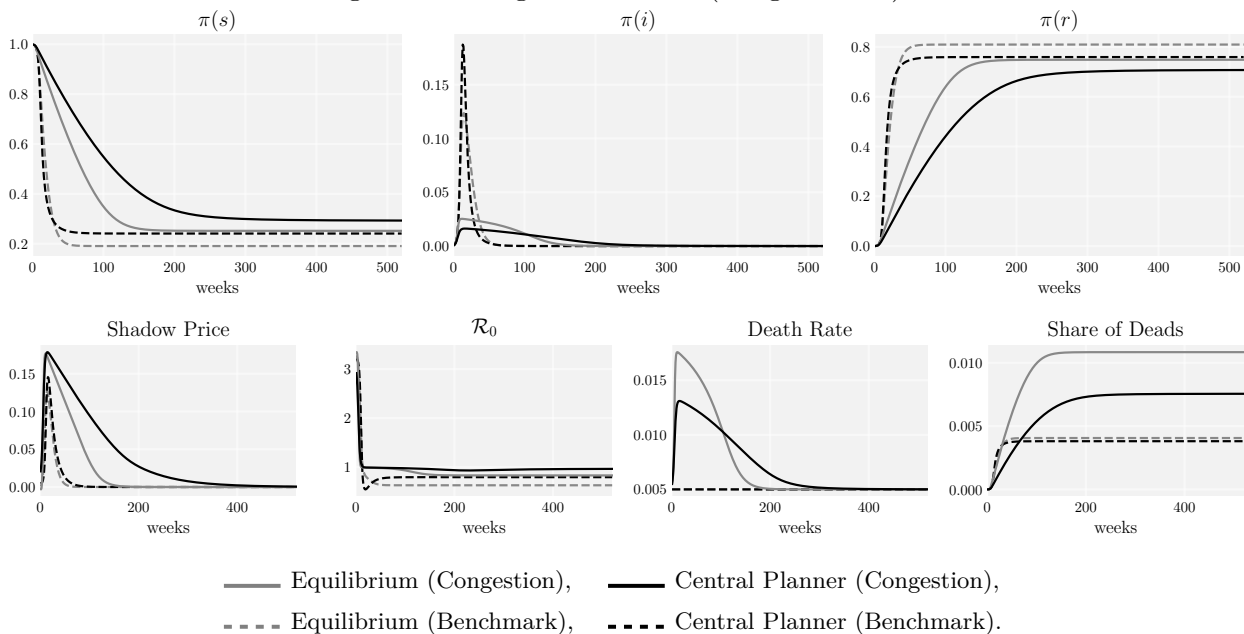 π(s) π(i) π(r)
1.0
0.8
0.6
0.4
0.2
0 100 200 300 400 500
weeks
0.15
0.10
0.05
0.00
0 100 200 300 400 500
weeks
0.8
0.6
0.4
0.2
0.0
0 100 200 300 400 500
weeks
Shadow Price
0.15
0.10
0.05
0.00
0 200 400
weeks
R₀
3
2
1
0 200 400
weeks
Death Rate
0.015
0.010
0.005
0 200 400
weeks
Share of Deads
0.010
0.005
0.000
0 200 400
weeks
Equilibrium (Congestion), Central Planner (Congestion),
Equilibrium (Benchmark), Central Planner (Benchmark).